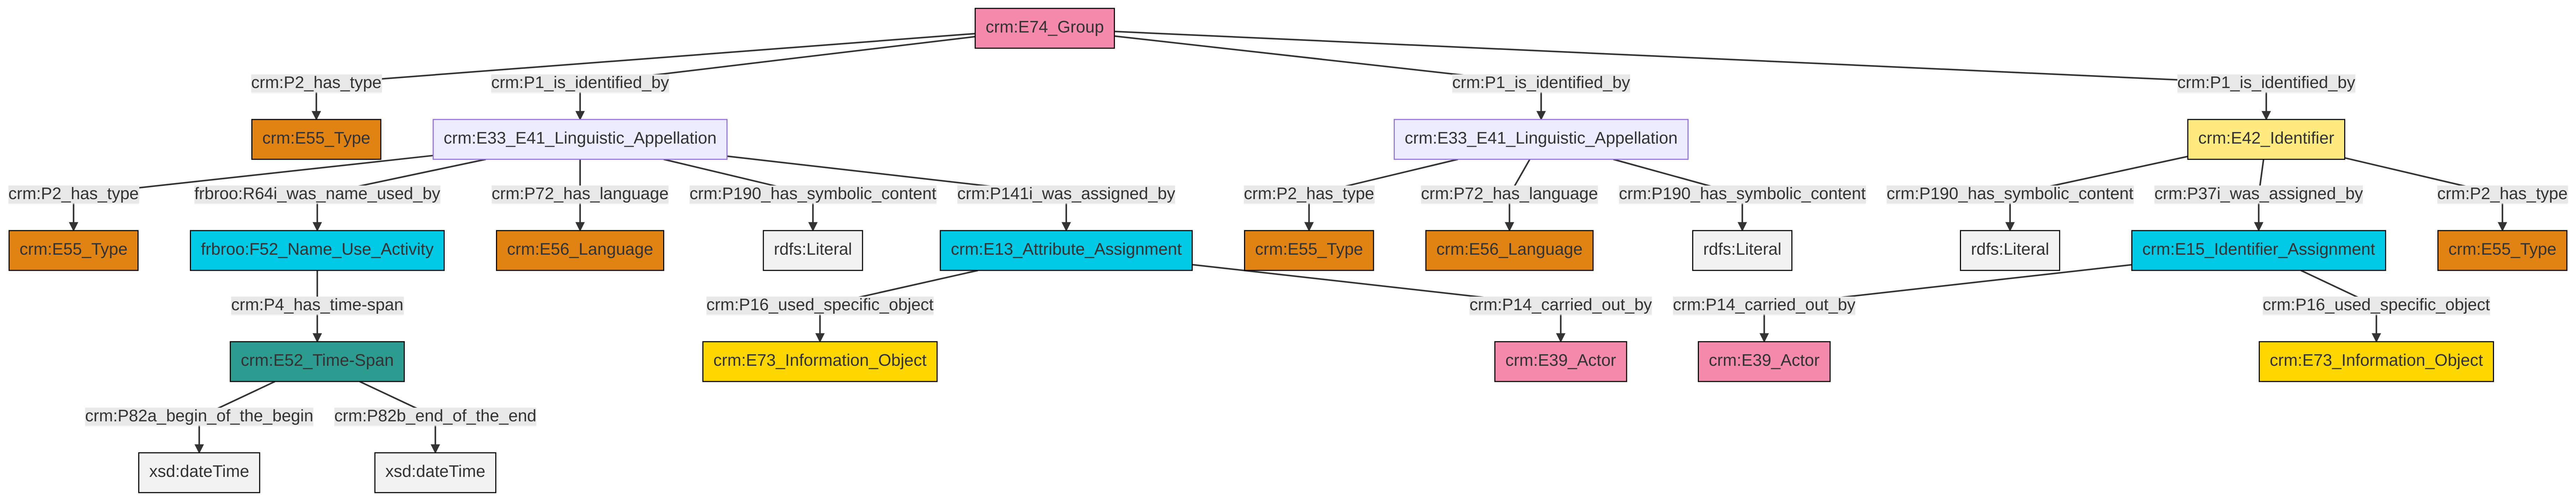 crm:E74_Group
crm:P2_has_type
crm:P1_is_identified_by
crm:P1_is_identified_by
crm:P1_is_identified_by
crm:E55_Type
crm:E33_E41_Linguistic_Appellation
crm:E33_E41_Linguistic_Appellation
crm:E42_Identifier
crm:P2_has_type
frbroo:R64i_was_name_used_by
crm:P72_has_language
crm:P190_has_symbolic_content
crm:P141i_was_assigned_by
crm:P2_has_type
crm:P72_has_language
crm:P190_has_symbolic_content
crm:P190_has_symbolic_content
crm:P37i_was_assigned_by
crm:P2_has_type
crm:E55_Type
frbroo:F52_Name_Use_Activity
crm:E56_Language
rdfs:Literal
crm:E13_Attribute_Assignment
crm:E55_Type
crm:E56_Language
rdfs:Literal
rdfs:Literal
crm:E15_Identifier_Assignment
crm:E55_Type
crm:P4_has_time-span
crm:P16_used_specific_object
crm:P14_carried_out_by
crm:P14_carried_out_by
crm:P16_used_specific_object
crm:E52_Time-Span
crm:E73_Information_Object
crm:E39_Actor
crm:E39_Actor
crm:E73_Information_Object
crm:P82a_begin_of_the_begin
crm:P82b_end_of_the_end
xsd:dateTime
xsd:dateTime